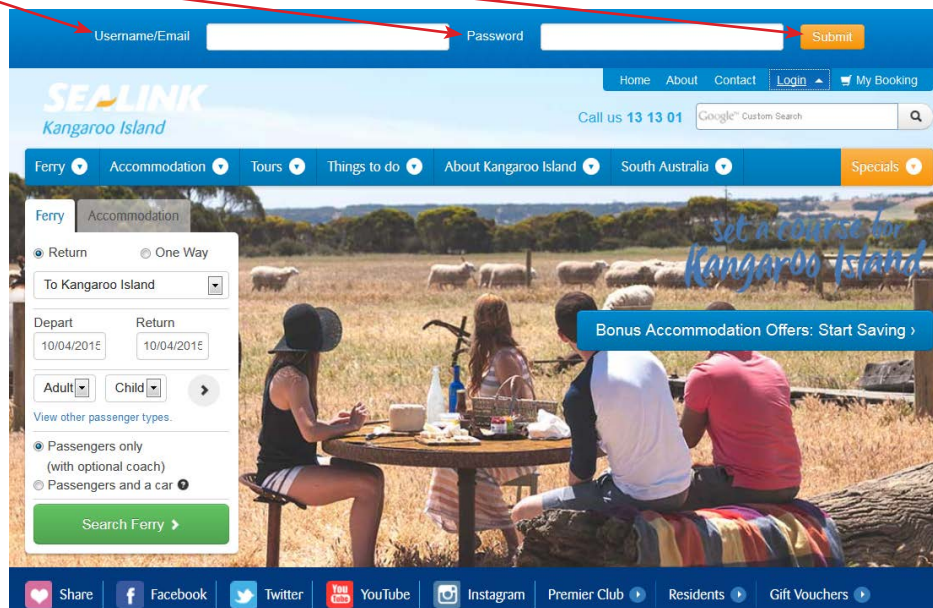 Username/Email Password Submit
Home About Contact Login My Booking
SEALINK
Kangaroo Island
Call us 13 13 01 Google™ Custom Search
Ferry Accommodation Tours Things to do About Kangaroo Island South Australia Specials
Ferry Accommodation
Return One Way
To Kangaroo Island
Depart Return
10/04/2015 10/04/2015
Adult Child
View other passenger types.
Passengers only
(with optional coach)
Passengers and a car ?
Search Ferry
set a course for
Kangaroo Island
Bonus Accommodation Offers: Start Saving ›
Share Facebook Twitter YouTube Instagram Premier Club Residents Gift Vouchers